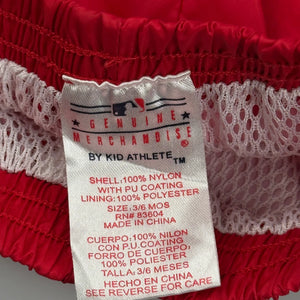 GENUINE
MERCHANDISE®
BY KID ATHLETE™
SHELL:100% NYLON
WITH PU COATING
LINING:100% POLYESTER
SIZE: 3/6 MOS
RN# 83604
MADE IN CHINA
CUERPO:100% NILON
CON P.U.COATING
FORRO DE CUERPO:
100% POLIESTER
TALLA: 3/6 MESES
HECHO EN CHINA
SEE REVERSE FOR CARE